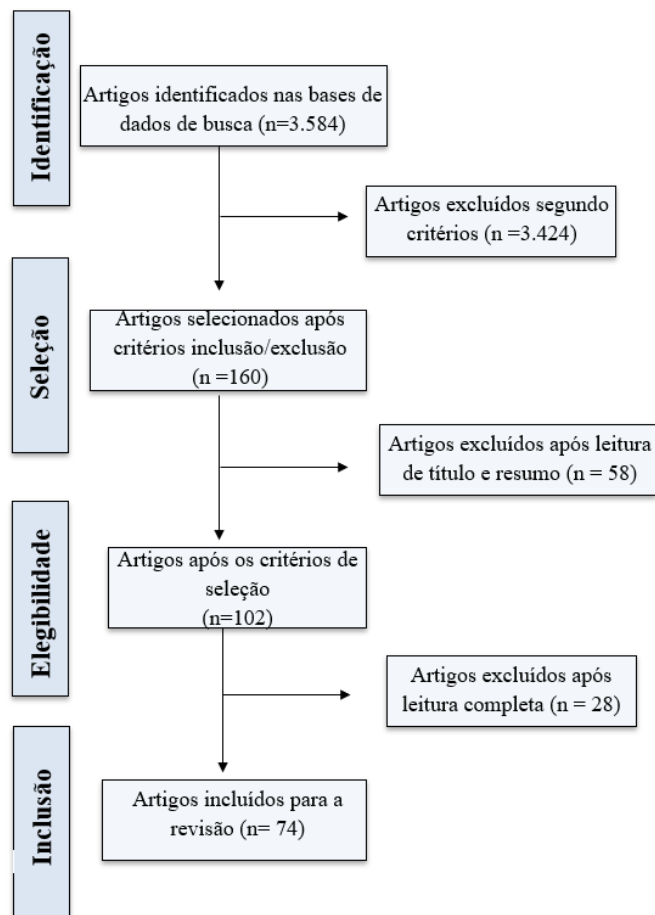 Identificação
Artigos identificados nas bases de
dados de busca (n=3.584)
Artigos excluídos segundo
critérios (n =3.424)
Seleção
Artigos selecionados após
critérios inclusão/exclusão
(n =160)
Artigos excluídos após leitura
de título e resumo (n = 58)
Elegibilidade
Artigos após os critérios de
seleção
(n=102)
Artigos excluídos após
leitura completa (n = 28)
Inclusão
Artigos incluídos para a
revisão (n= 74)